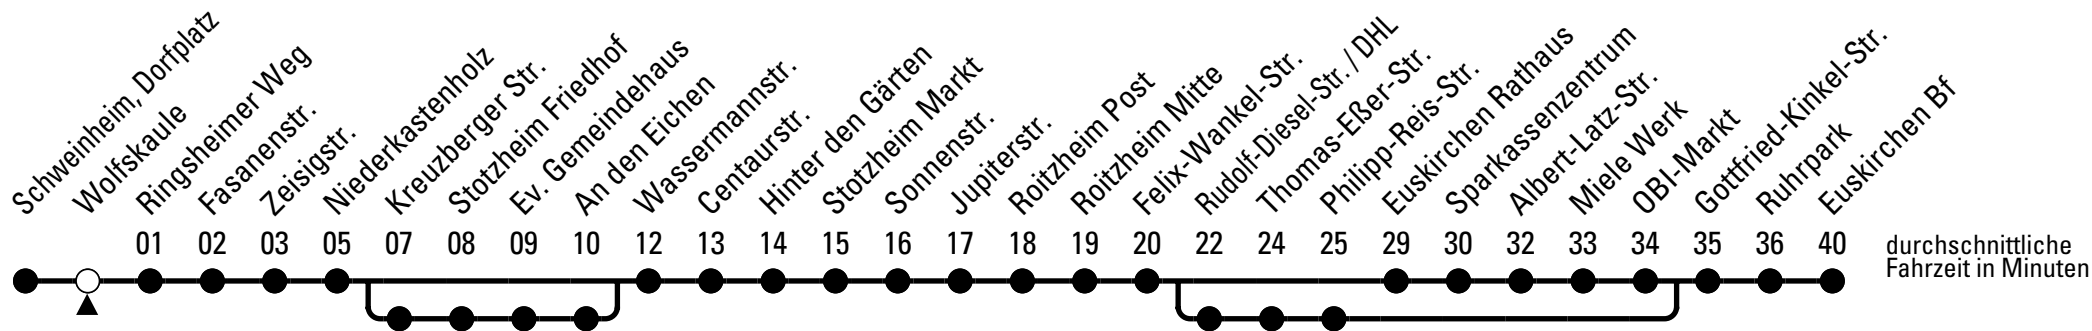 Schweinheim, Dorfplatz
Wolfskaule
Ringsheimer Weg
Fasanenstr.
Zeisigstr.
Niederkastenholz
Kreuzberger Str.
Stotzheim Friedhof
Ev. Gemeindehaus
An den Eichen
Wassermannstr.
Centaurstr.
Hinter den Gärten
Stotzheim Markt
Sonnenstr.
Jupiterstr.
Roitzheim Post
Roitzheim Mitte
Felix-Wankel-Str.
Rudolf-Diesel-Str. / DHL
Thomas-Eßer-Str.
Philipp-Reis-Str.
Euskirchen Rathaus
Sparkassenzentrum
Albert-Latz-Str.
Miele Werk
OBI-Markt
Gottfried-Kinkel-Str.
Ruhrpark
Euskirchen Bf
01 02 03 05 07 08 09 10 12 13 14 15 16 17 18 19 20 22 24 25 29 30 32 33 34 35 36 40
durchschnittliche
Fahrzeit in Minuten